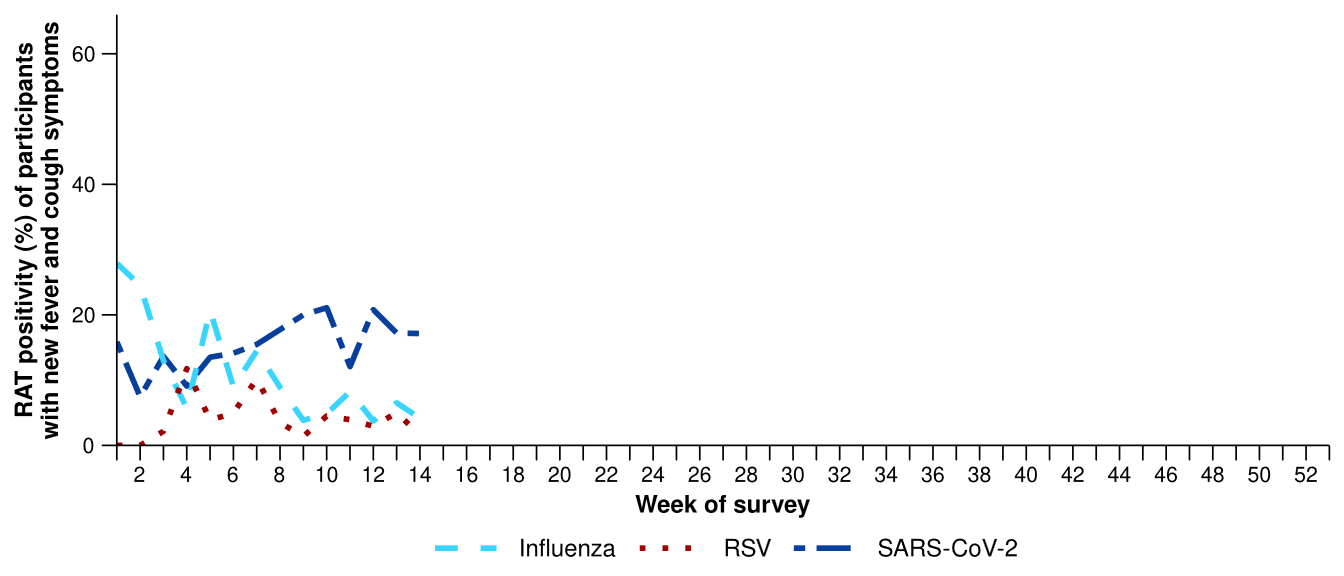 RAT positivity (%) of participants
with new fever and cough symptoms
60
40
20
0
2 4 6 8 10 12 14 16 18 20 22 24 26 28 30 32 34 36 38 40 42 44 46 48 50 52
Week of survey
Influenza RSV SARS-CoV-2